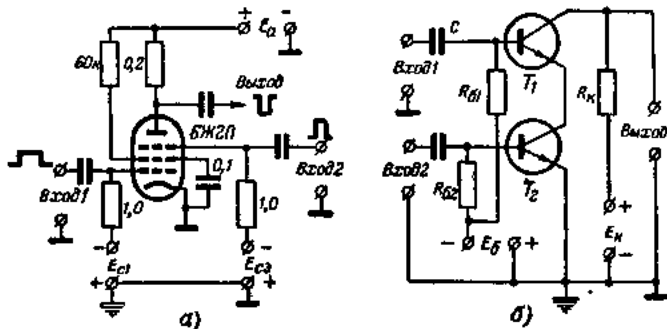 + Eа -
60к
0,2
Выход
6Ж2П
Вход1
Вход2
0,1
1,0
1,0
-
-
Ec1
Ec3
+
+
а)
C
Вход1
T1
Rб1
Rк
Выход
Вход2
T2
Rб2
- Eб +
+
Eк
-
б)